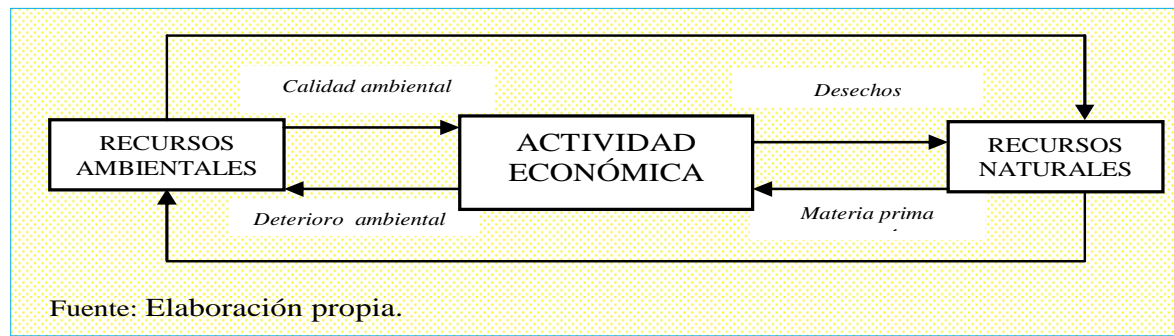 Calidad ambiental
Desechos
RECURSOS
AMBIENTALES
ACTIVIDAD
ECONÓMICA
RECURSOS
NATURALES
Deterioro ambiental
Materia prima
Fuente: Elaboración propia.